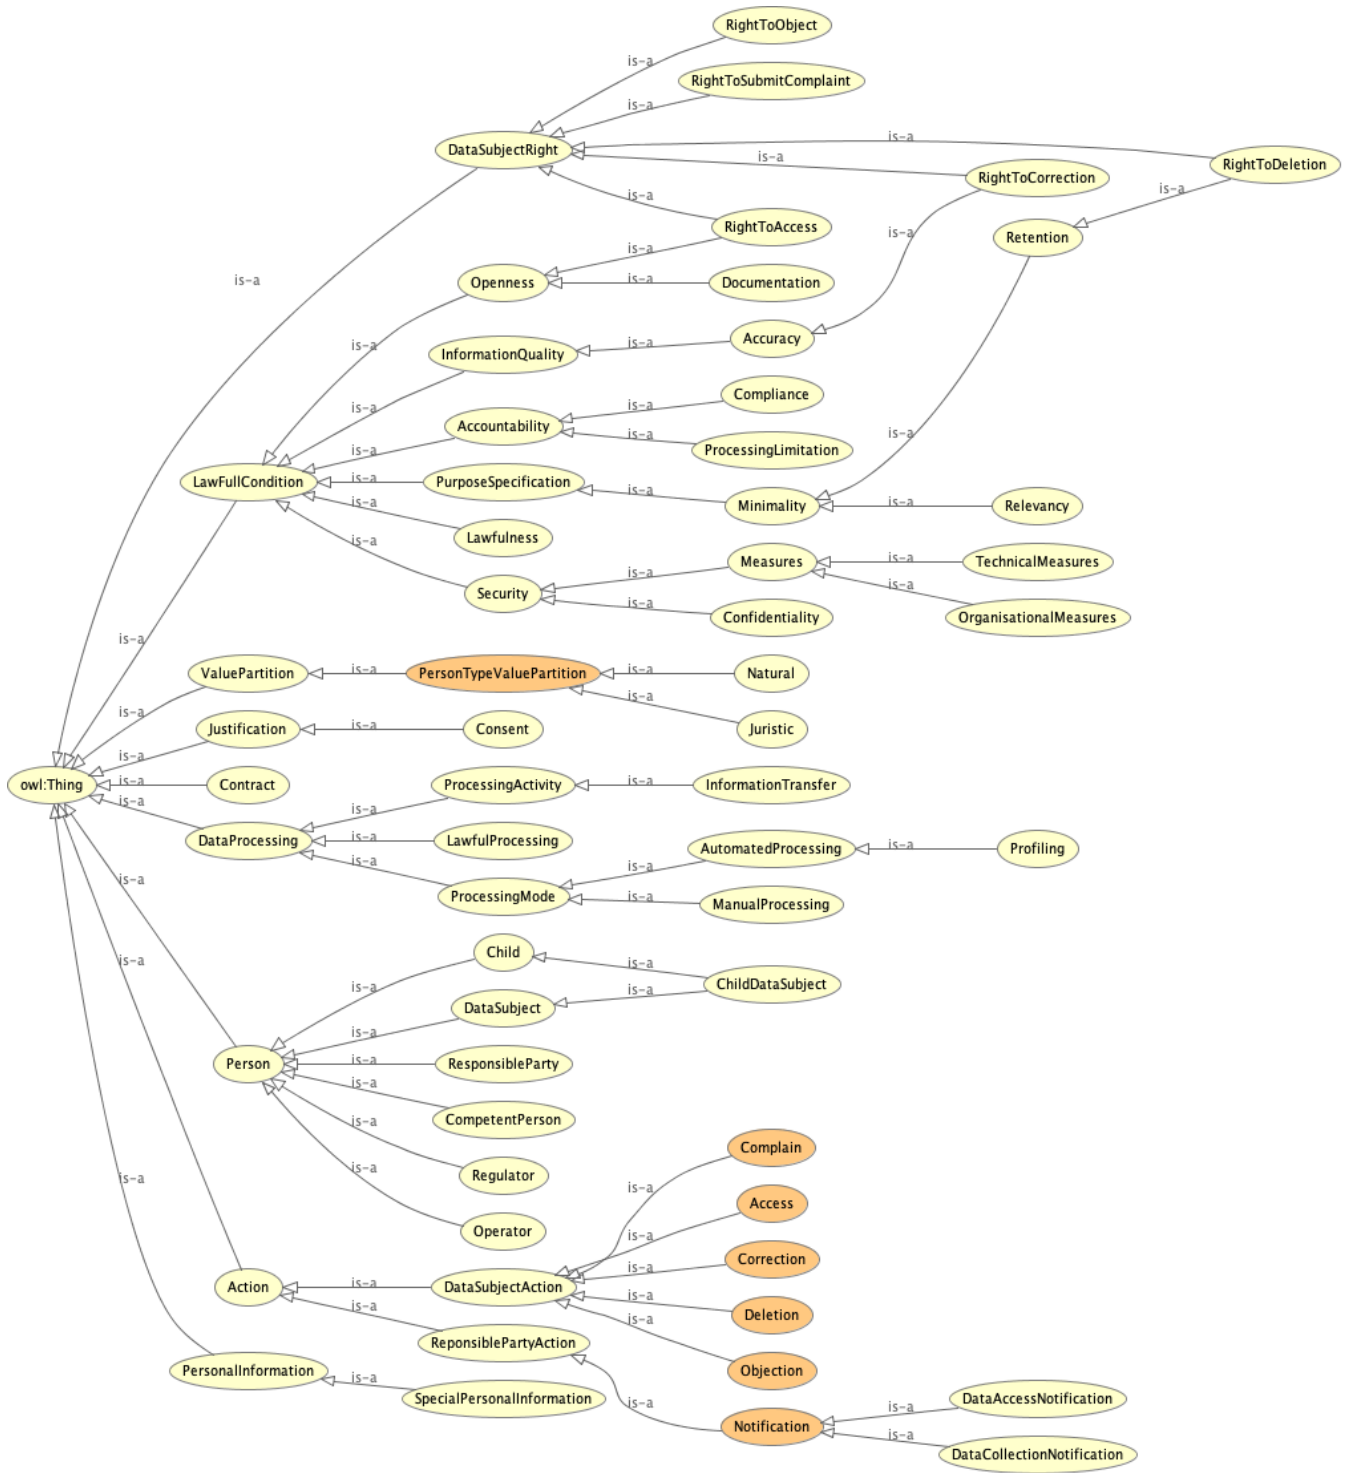 RightToObject
is-a
RightToSubmitComplaint
is-a
DataSubjectRight
is-a
RightToDeletion
is-a
RightToCorrection
is-a
is-a
RightToAccess
is-a
Retention
is-a
is-a
Openness
is-a
Documentation
is-a
Accuracy
is-a
InformationQuality
is-a
Compliance
is-a
is-a
Accountability
is-a
ProcessingLimitation
is-a
is-a
LawFullCondition
is-a
PurposeSpecification
is-a
Minimality
is-a
Relevancy
is-a
Lawfulness
is-a
Measures
is-a
TechnicalMeasures
is-a
is-a
Security
is-a
Confidentiality
OrganisationalMeasures
is-a
ValuePartition
is-a
PersonTypeValuePartition
is-a
Natural
is-a
is-a
Justification
is-a
Consent
Juristic
is-a
owl:Thing
is-a
Contract
ProcessingActivity
is-a
InformationTransfer
is-a
is-a
DataProcessing
is-a
LawfulProcessing
AutomatedProcessing
is-a
Profiling
is-a
is-a
is-a
ProcessingMode
is-a
ManualProcessing
Child
is-a
is-a
is-a
ChildDataSubject
is-a
DataSubject
is-a
is-a
Person
is-a
ResponsibleParty
is-a
CompetentPerson
is-a
Complain
is-a
Regulator
is-a
is-a
Access
Operator
is-a
Correction
is-a
Action
is-a
DataSubjectAction
is-a
Deletion
is-a
is-a
ReponsiblePartyAction
Objection
PersonalInformation
is-a
SpecialPersonalInformation
is-a
DataAccessNotification
is-a
Notification
is-a
DataCollectionNotification